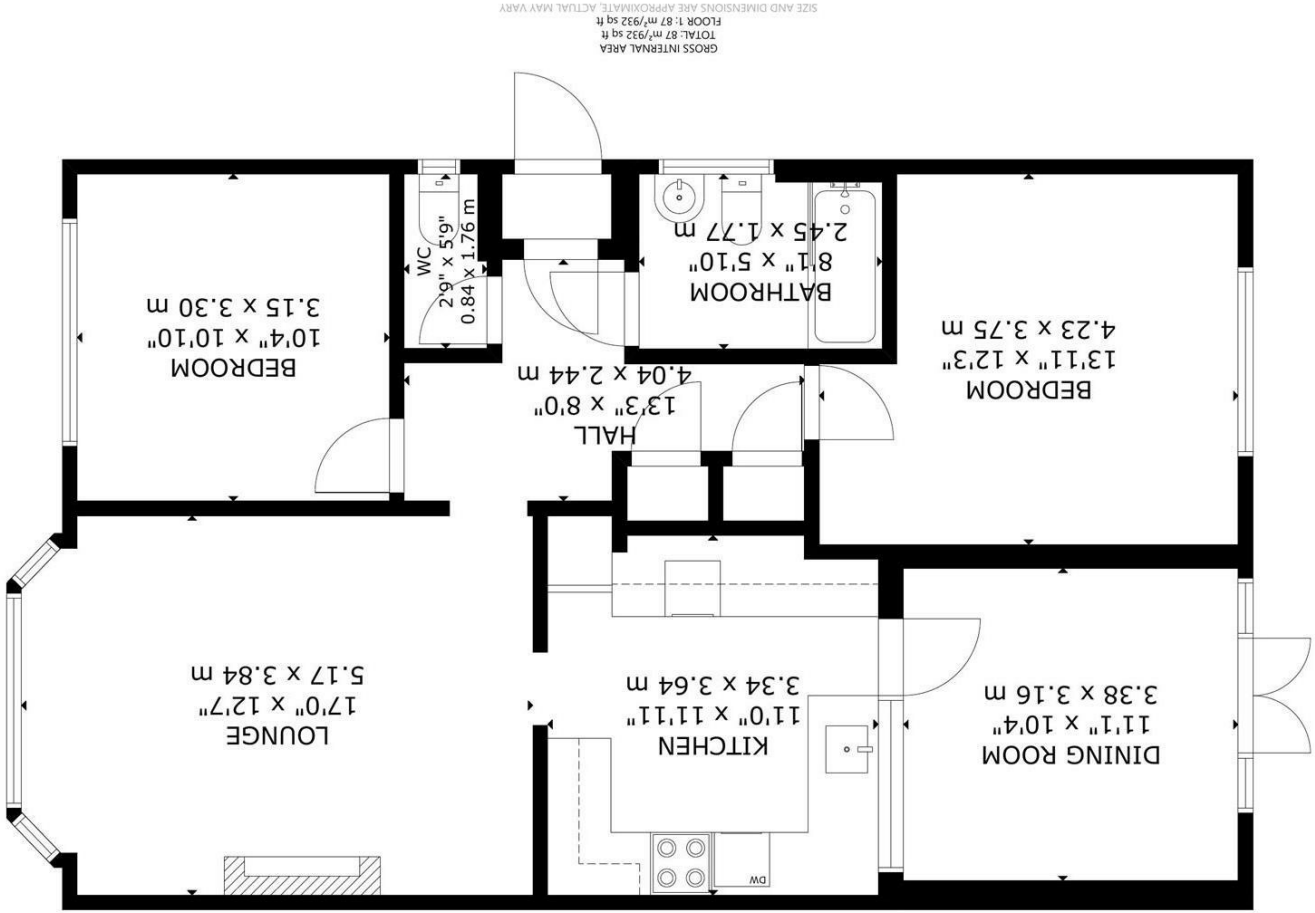 DW
DINING ROOM
11'1" x 10'4"
3.38 x 3.16 m
KITCHEN
11'0" x 11'11"
3.34 x 3.64 m
LOUNGE
17'0" x 12'7"
5.17 x 3.84 m
BEDROOM
13'11" x 12'3"
4.23 x 3.75 m
HALL
13'3" x 8'0"
4.04 x 2.44 m
BEDROOM
10'4" x 10'10"
3.15 x 3.30 m
BATHROOM
8'1" x 5'10"
2.45 x 1.77 m
WC
2'9" x 5'9"
0.84 x 1.76 m
GROSS INTERNAL AREA
TOTAL: 87 m²/932 sq ft
FLOOR 1: 87 m²/932 sq ft
SIZE AND DIMENSIONS ARE APPROXIMATE, ACTUAL MAY VARY